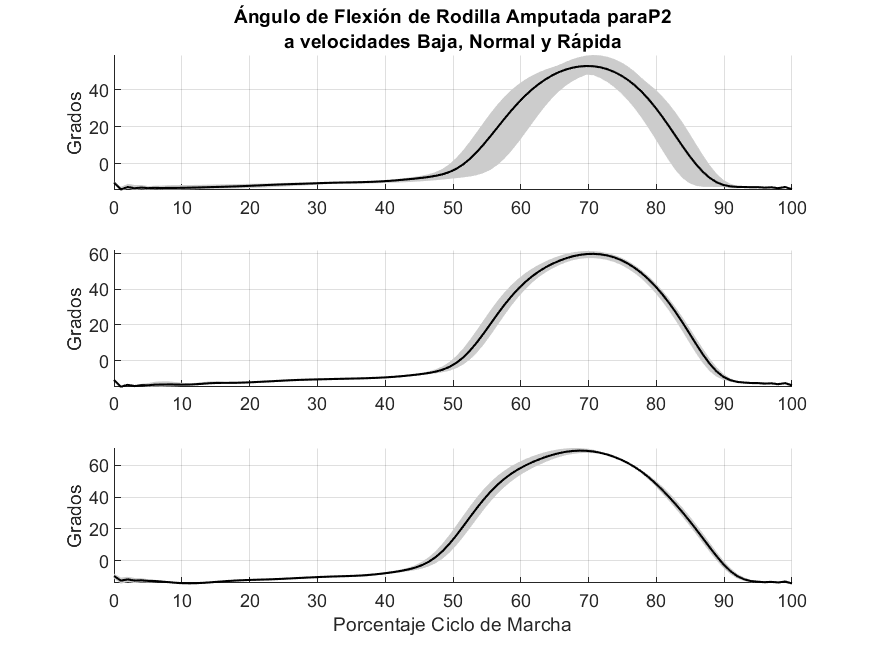 Ángulo de Flexión de Rodilla Amputada paraP2
a velocidades Baja, Normal y Rápida
Grados
40
20
0
0 10 20 30 40 50 60 70 80 90 100
Grados
60
40
20
0
0 10 20 30 40 50 60 70 80 90 100
Grados
60
40
20
0
0 10 20 30 40 50 60 70 80 90 100
Porcentaje Ciclo de Marcha